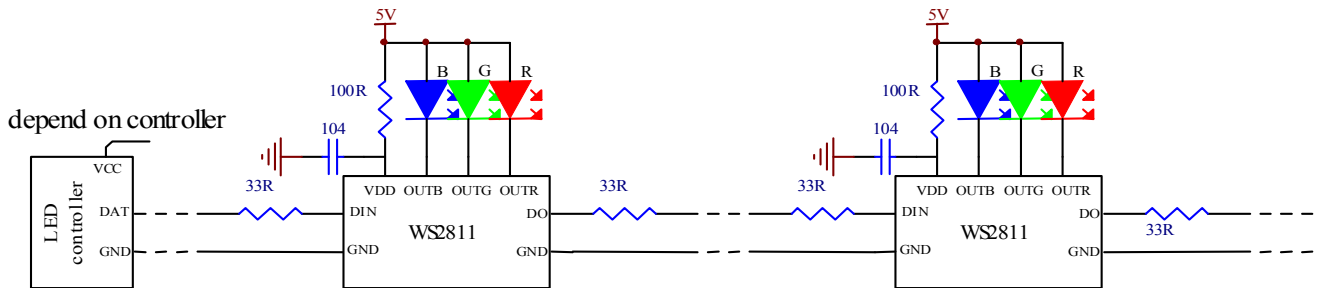 5V
5V
B
G
R
B
G
R
100R
100R
depend on controller
104
104
VCC
33R
33R
33R
VDD
OUTB
OUTG
OUTR
VDD
OUTB
OUTG
OUTR
DAT
DIN
DO
DIN
DO
LED
controller
WS2811
WS2811
33R
GND
GND
GND
GND
GND